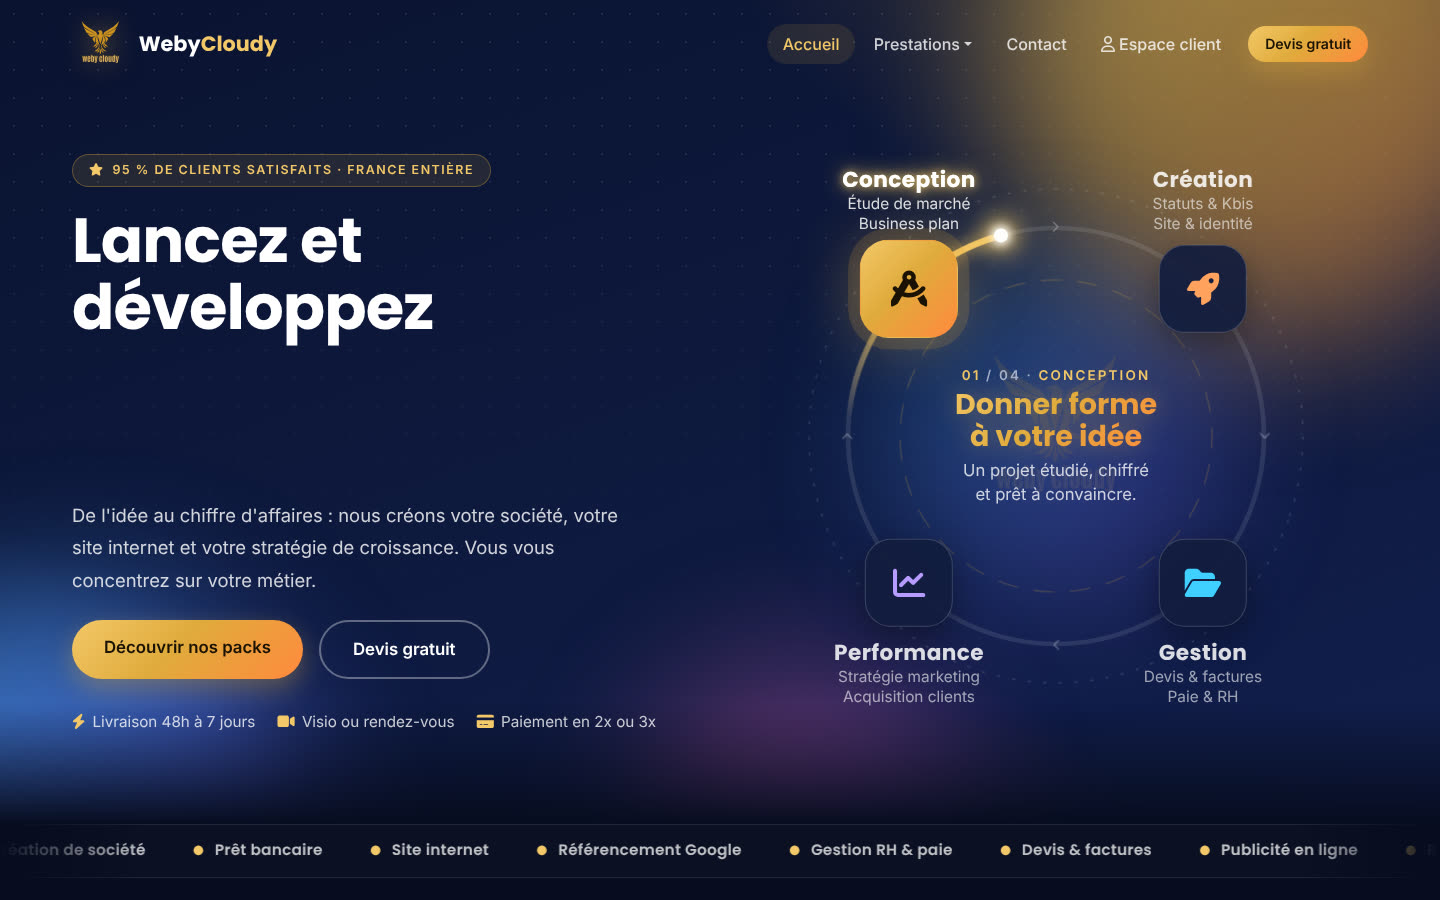 weby cloudy
WebyCloudy
Accueil
Prestations
Contact
Espace client
Devis gratuit
95 % DE CLIENTS SATISFAITS · FRANCE ENTIÈRE
Lancez et
développez
De l'idée au chiffre d'affaires : nous créons votre société, votre
site internet et votre stratégie de croissance. Vous vous
concentrez sur votre métier.
Découvrir nos packs
Devis gratuit
Livraison 48h à 7 jours
Visio ou rendez-vous
Paiement en 2x ou 3x
Conception
Étude de marché
Business plan
Création
Statuts & Kbis
Site & identité
01 / 04 · CONCEPTION
Donner forme
à votre idée
Un projet étudié, chiffré
et prêt à convaincre.
Performance
Stratégie marketing
Acquisition clients
Gestion
Devis & factures
Paie & RH
de société
Prêt bancaire
Site internet
Référencement Google
Gestion RH & paie
Devis & factures
Publicité en ligne